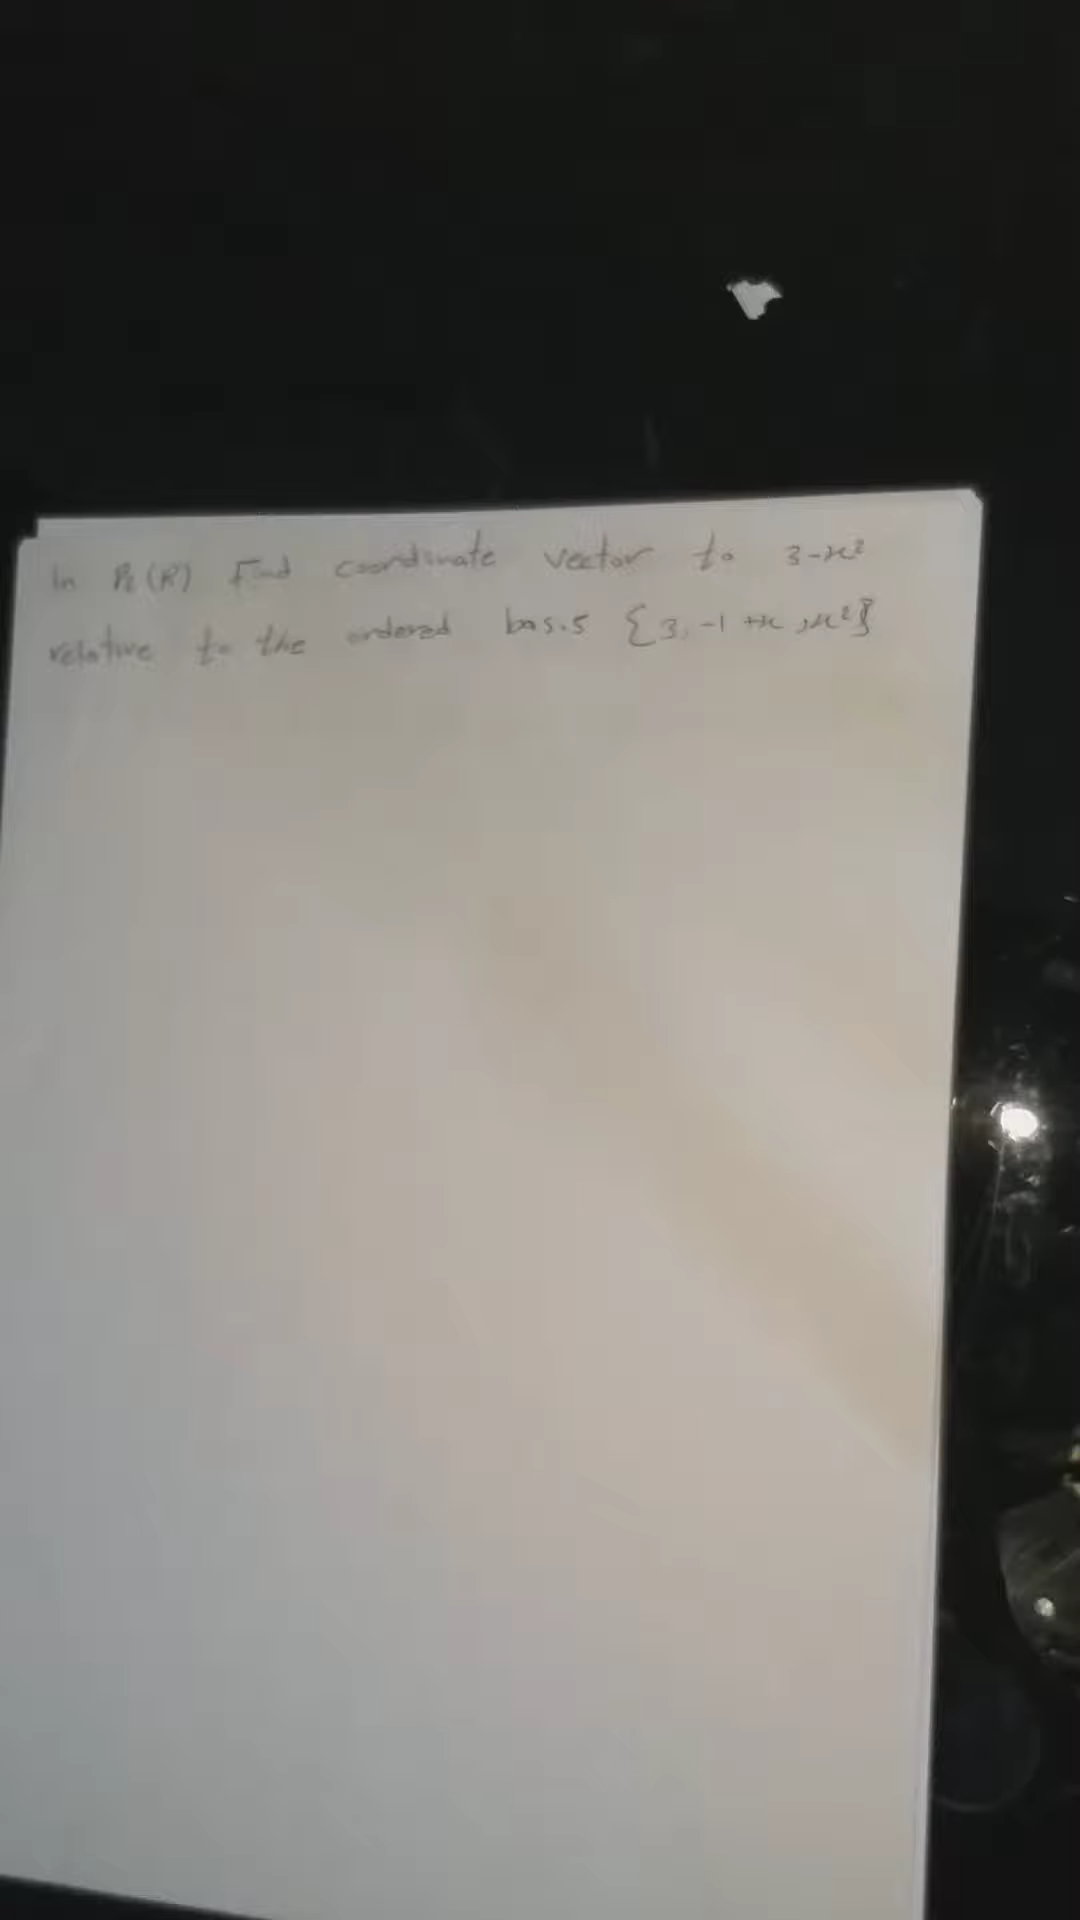 In P₂(R) Find coordinate vector to 3-x²
relative to the ordered basis {3, -1 +x, x²}